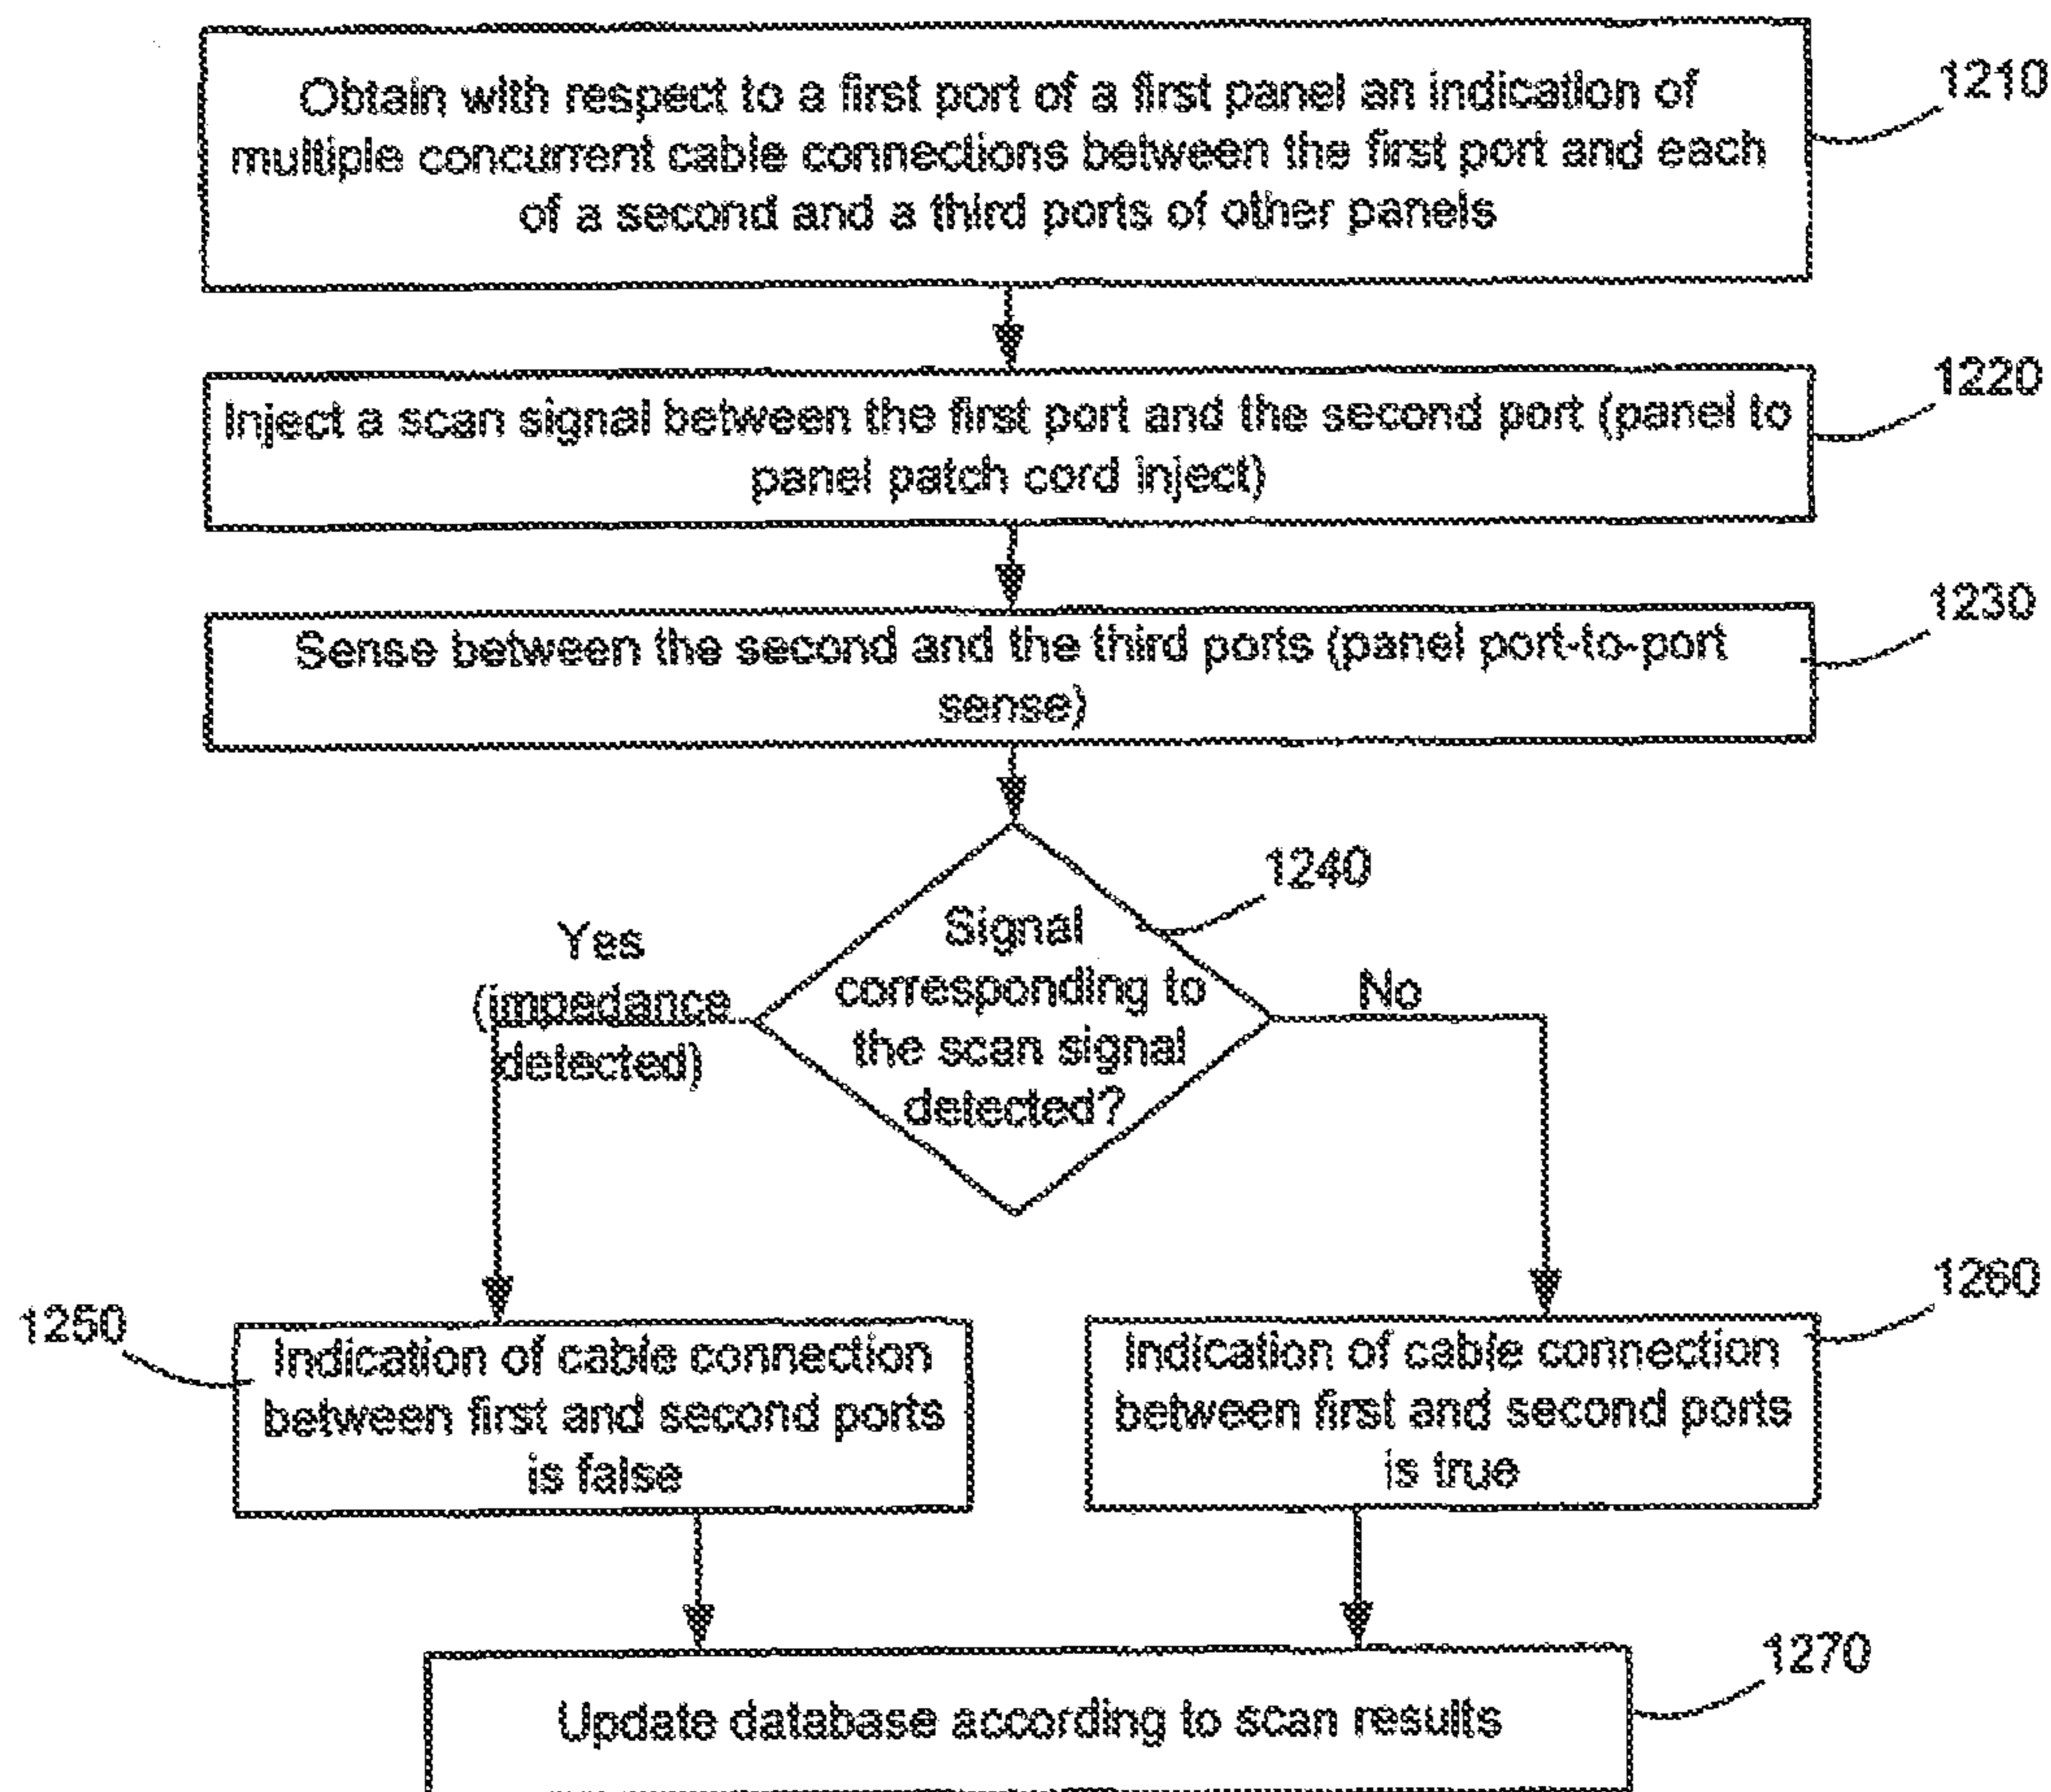 Obtain with respect to a first port of a first panel an indication of
multiple concurrent cable connections between the first port and each
of a second and a third ports of other panels
1210
Inject a scan signal between the first port and the second port (panel to
panel patch cord inject)
1220
Sense between the second and the third ports (panel port-to-port
sense)
1230
Signal
corresponding to
the scan signal
detected?
1240
Yes
(impedance
detected)
No
1250
Indication of cable connection
between first and second ports
is false
Indication of cable connection
between first and second ports
is true
1260
Update database according to scan results
1270